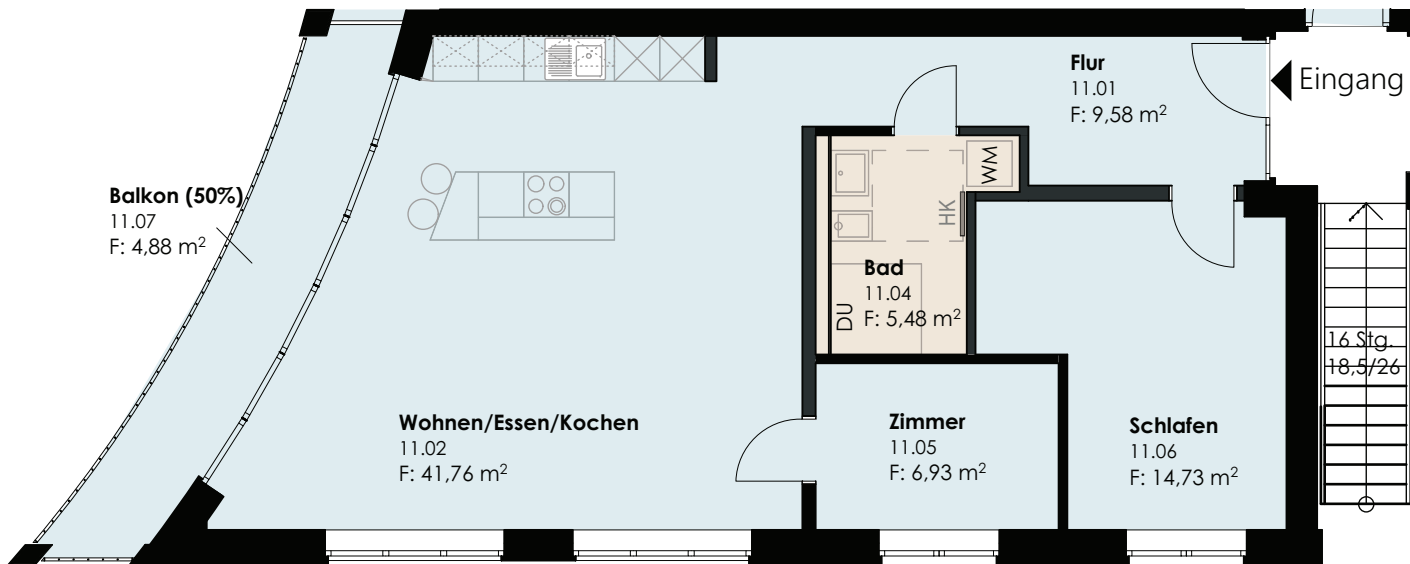 Flur
11.01
F: 9,58 m²
Eingang
WM
HK
Balkon (50%)
11.07
F: 4,88 m²
Bad
11.04
F: 5,48 m²
DU
16 Stg.
18,5/26
Wohnen/Essen/Kochen
11.02
F: 41,76 m²
Zimmer
11.05
F: 6,93 m²
Schlafen
11.06
F: 14,73 m²